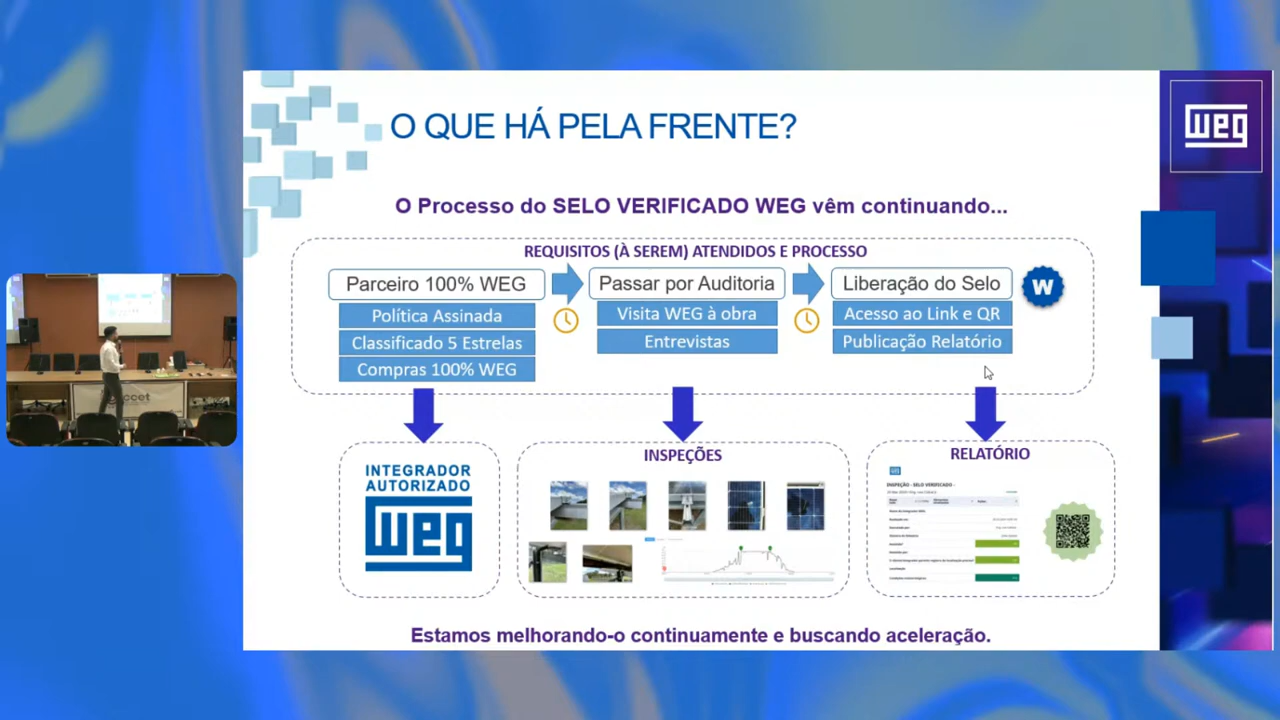 O QUE HÁ PELA FRENTE?
weg
O Processo do SELO VERIFICADO WEG vêm continuando...
REQUISITOS (À SEREM) ATENDIDOS E PROCESSO
Parceiro 100% WEG
Passar por Auditoria
Liberação do Selo
W
Política Assinada
Visita WEG à obra
Acesso ao Link e QR
Classificado 5 Estrelas
Entrevistas
Publicação Relatório
Compras 100% WEG
INTEGRADOR
AUTORIZADO
weg
INSPEÇÕES
RELATÓRIO
INSPEÇÃO - SELO VERIFICADO -
Estamos melhorando-o continuamente e buscando aceleração.